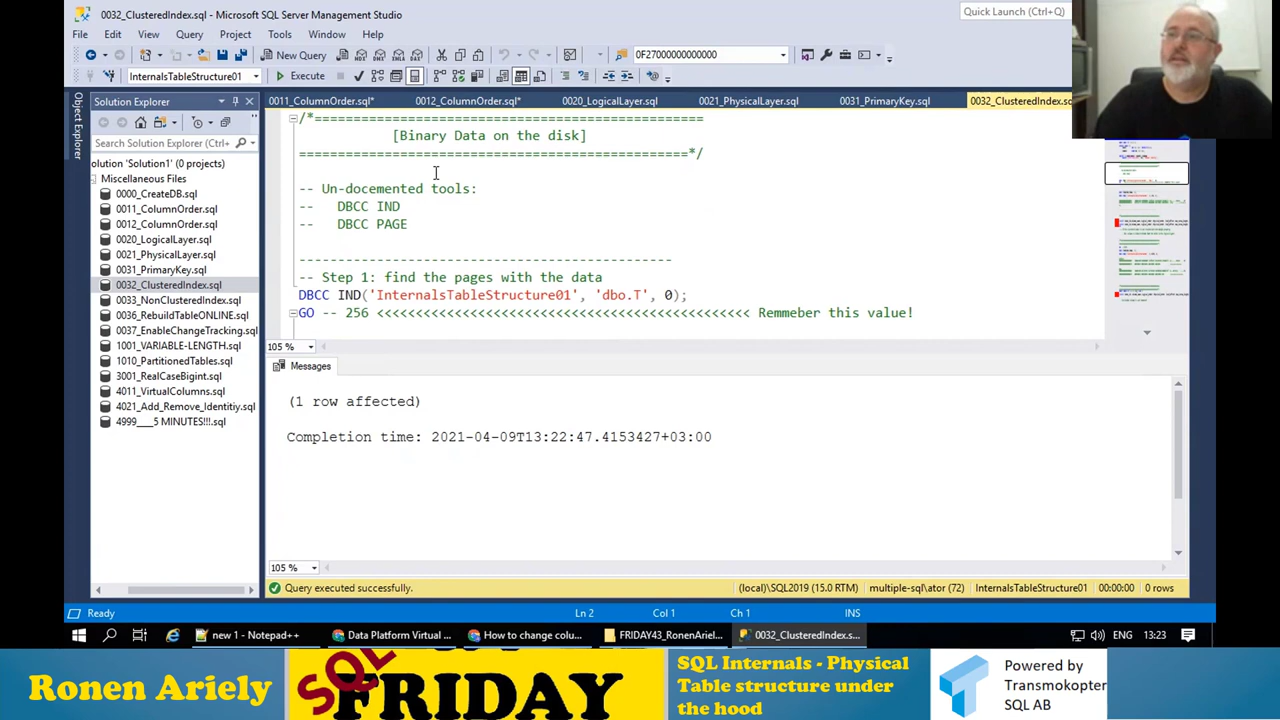 0032_ClusteredIndex.sql - Microsoft SQL Server Management Studio
Quick Launch (Ctrl+Q)
File Edit View Query Project Tools Window Help
New Query
0F27000000000000
InternalsTableStructure01
Execute
Object Explorer
Solution Explorer
Search Solution Explorer (Ctrl+
olution 'Solution1' (0 projects)
Miscellaneous Files
0000_CreateDB.sql
0011_ColumnOrder.sql
0012_ColumnOrder.sql
0020_LogicalLayer.sql
0021_PhysicalLayer.sql
0031_PrimaryKey.sql
0032_ClusteredIndex.sql
0033_NonClusteredIndex.sql
0036_RebuildTableONLINE.sql
0037_EnableChangeTracking.sql
1001_VARIABLE-LENGTH.sql
1010_PartitionedTables.sql
3001_RealCaseBigint.sql
4011_VirtualColumns.sql
4021_Add_Remove_Identitiy.sql
4999____5 MINUTES!!!.sql
0011_ColumnOrder.sql* 0012_ColumnOrder.sql* 0020_LogicalLayer.sql 0021_PhysicalLayer.sql 0031_PrimaryKey.sql 0032_ClusteredIndex.sq
/*==================================================
[Binary Data on the disk]
==================================================*/
-- Un-docemented tools:
-- DBCC IND
-- DBCC PAGE
------------------------------------------------
-- Step 1: find the pages with the data
DBCC IND('InternalsTableStructure01', 'dbo.T', 0);
GO -- 256 <<<<<<<<<<<<<<<<<<<<<<<<<<<<<<<<<<<<<<<<<<<<<<<< Remmeber this value!
105 %
Messages
(1 row affected)
Completion time: 2021-04-09T13:22:47.4153427+03:00
105 %
Query executed successfully.
(local)\SQL2019 (15.0 RTM) multiple-sql\ator (72) InternalsTableStructure01 00:00:00 0 rows
Ready Ln 2 Col 1 Ch 1 INS
new 1 - Notepad++ Data Platform Virtual ... How to change colu... FRIDAY43_RonenAriel... 0032_ClusteredIndex.s... ENG 13:23
Ronen Ariely
SQL
FRIDAY
SQL Internals - Physical
Table structure under
the hood
Powered by
Transmokopter
SQL AB